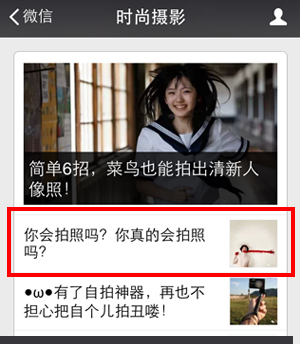 微信
时尚摄影
简单6招，菜鸟也能拍出清新人
像照！
你会拍照吗？你真的会拍照
吗？
●ω●有了自拍神器，再也不
担心把自个儿拍丑喽！